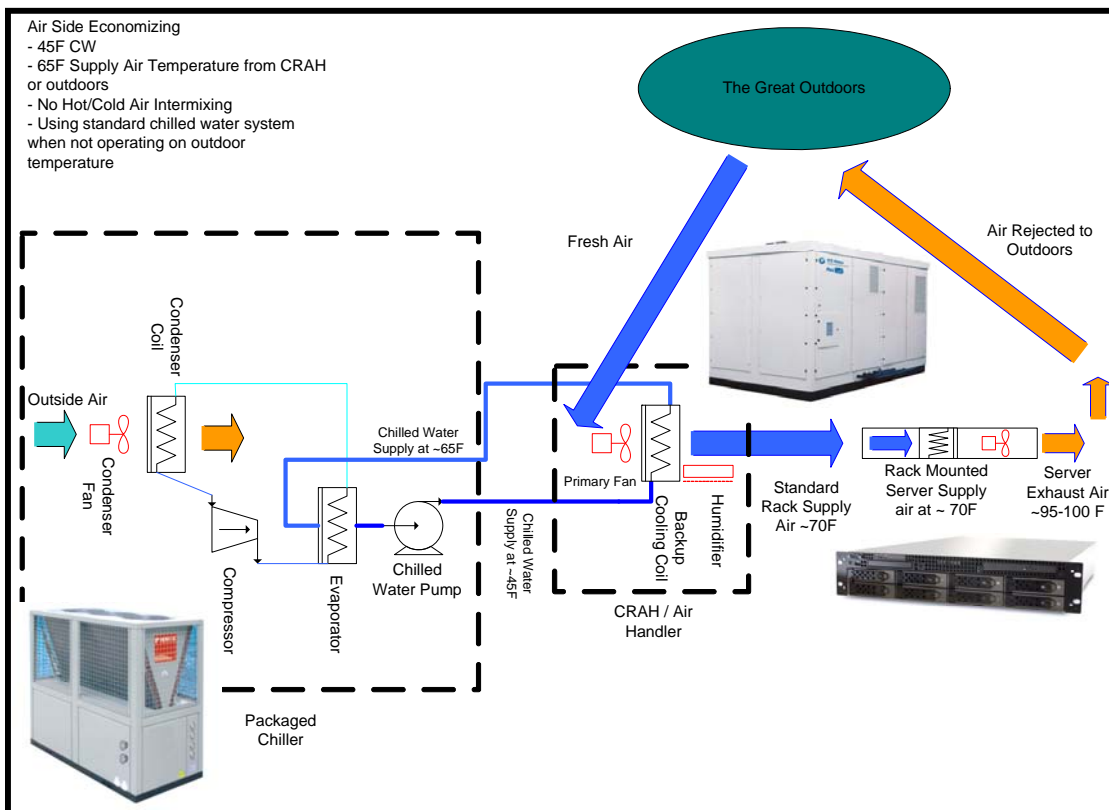 Air Side Economizing
- 45F CW
- 65F Supply Air Temperature from CRAH
or outdoors
- No Hot/Cold Air Intermixing
- Using standard chilled water system
when not operating on outdoor
temperature
The Great Outdoors
Fresh Air
Air Rejected to
Outdoors
Condenser
Coil
Outside Air
Condenser
Fan
Chilled Water
Supply at ~65F
Compressor
Evaporator
Chilled
Water Pump
Chilled Water
Supply at ~45F
Primary Fan
Backup
Cooling Coil
Humidifier
CRAH / Air
Handler
Standard
Rack Supply
Air ~70F
Rack Mounted
Server Supply
air at ~ 70F
Server
Exhaust Air
~95-100 F
Packaged
Chiller